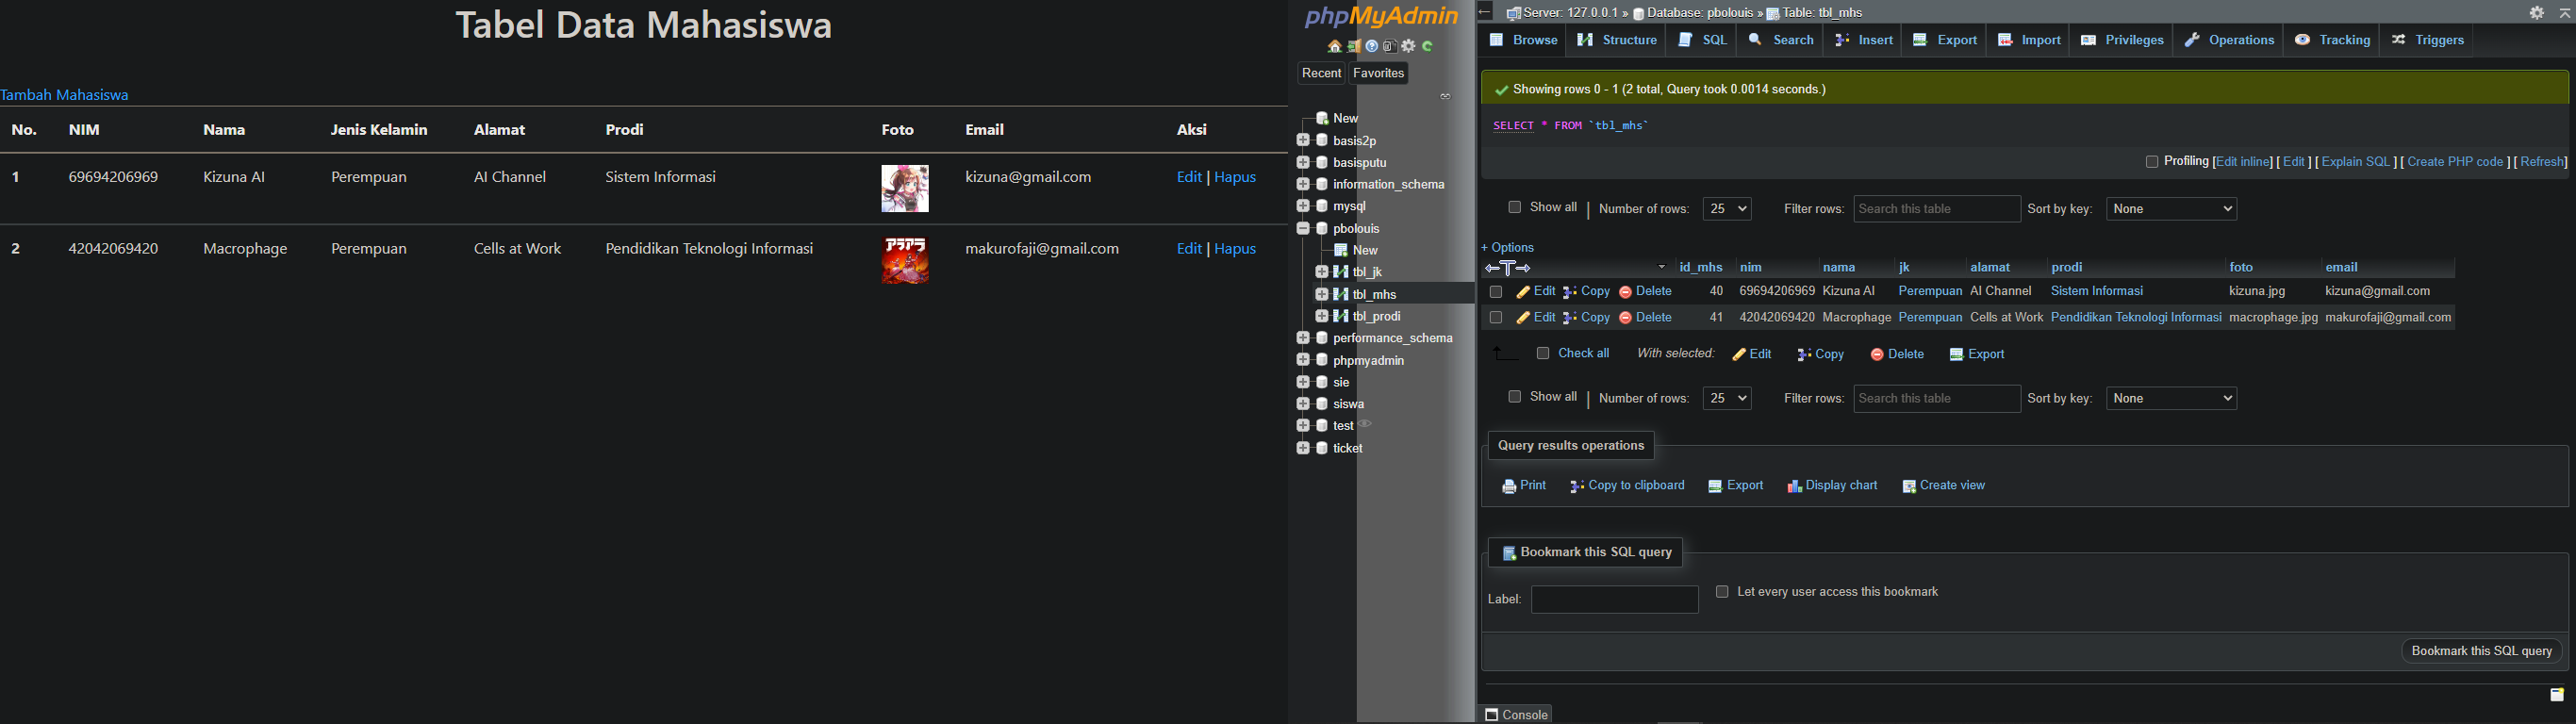 Tabel Data Mahasiswa
Tambah Mahasiswa
No. NIM Nama Jenis Kelamin Alamat Prodi Foto Email Aksi
1 69694206969 Kizuna AI Perempuan AI Channel Sistem Informasi kizuna@gmail.com Edit | Hapus
2 42042069420 Macrophage Perempuan Cells at Work Pendidikan Teknologi Informasi アラアラ makurofaji@gmail.com Edit | Hapus
phpMyAdmin
Recent Favorites
New
basis2p
basisputu
information_schema
mysql
pbolouis
New
tbl_jk
tbl_mhs
tbl_prodi
performance_schema
phpmyadmin
sie
siswa
test
ticket
Server: 127.0.0.1 » Database: pbolouis » Table: tbl_mhs
Browse Structure SQL Search Insert Export Import Privileges Operations Tracking Triggers
Showing rows 0 - 1 (2 total, Query took 0.0014 seconds.)
SELECT * FROM `tbl_mhs`
Profiling [Edit inline] [ Edit ] [ Explain SQL ] [ Create PHP code ] [ Refresh]
Show all | Number of rows: 25 Filter rows: Search this table Sort by key: None
+ Options
←T→ id_mhs nim nama jk alamat prodi foto email
Edit Copy Delete 40 69694206969 Kizuna AI Perempuan AI Channel Sistem Informasi kizuna.jpg kizuna@gmail.com
Edit Copy Delete 41 42042069420 Macrophage Perempuan Cells at Work Pendidikan Teknologi Informasi macrophage.jpg makurofaji@gmail.com
Check all With selected: Edit Copy Delete Export
Show all | Number of rows: 25 Filter rows: Search this table Sort by key: None
Query results operations
Print Copy to clipboard Export Display chart Create view
Bookmark this SQL query
Label: Let every user access this bookmark
Bookmark this SQL query
Console